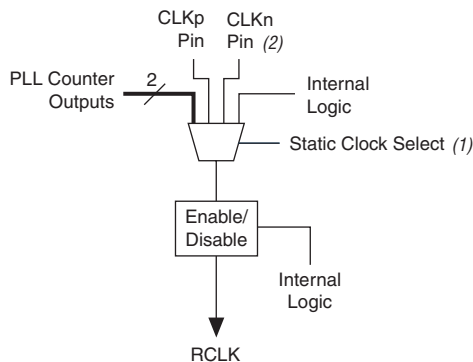 CLKp
Pin
CLKn
Pin (2)
PLL Counter
Outputs
2
Internal
Logic
Static Clock Select (1)
Enable/
Disable
Internal
Logic
RCLK